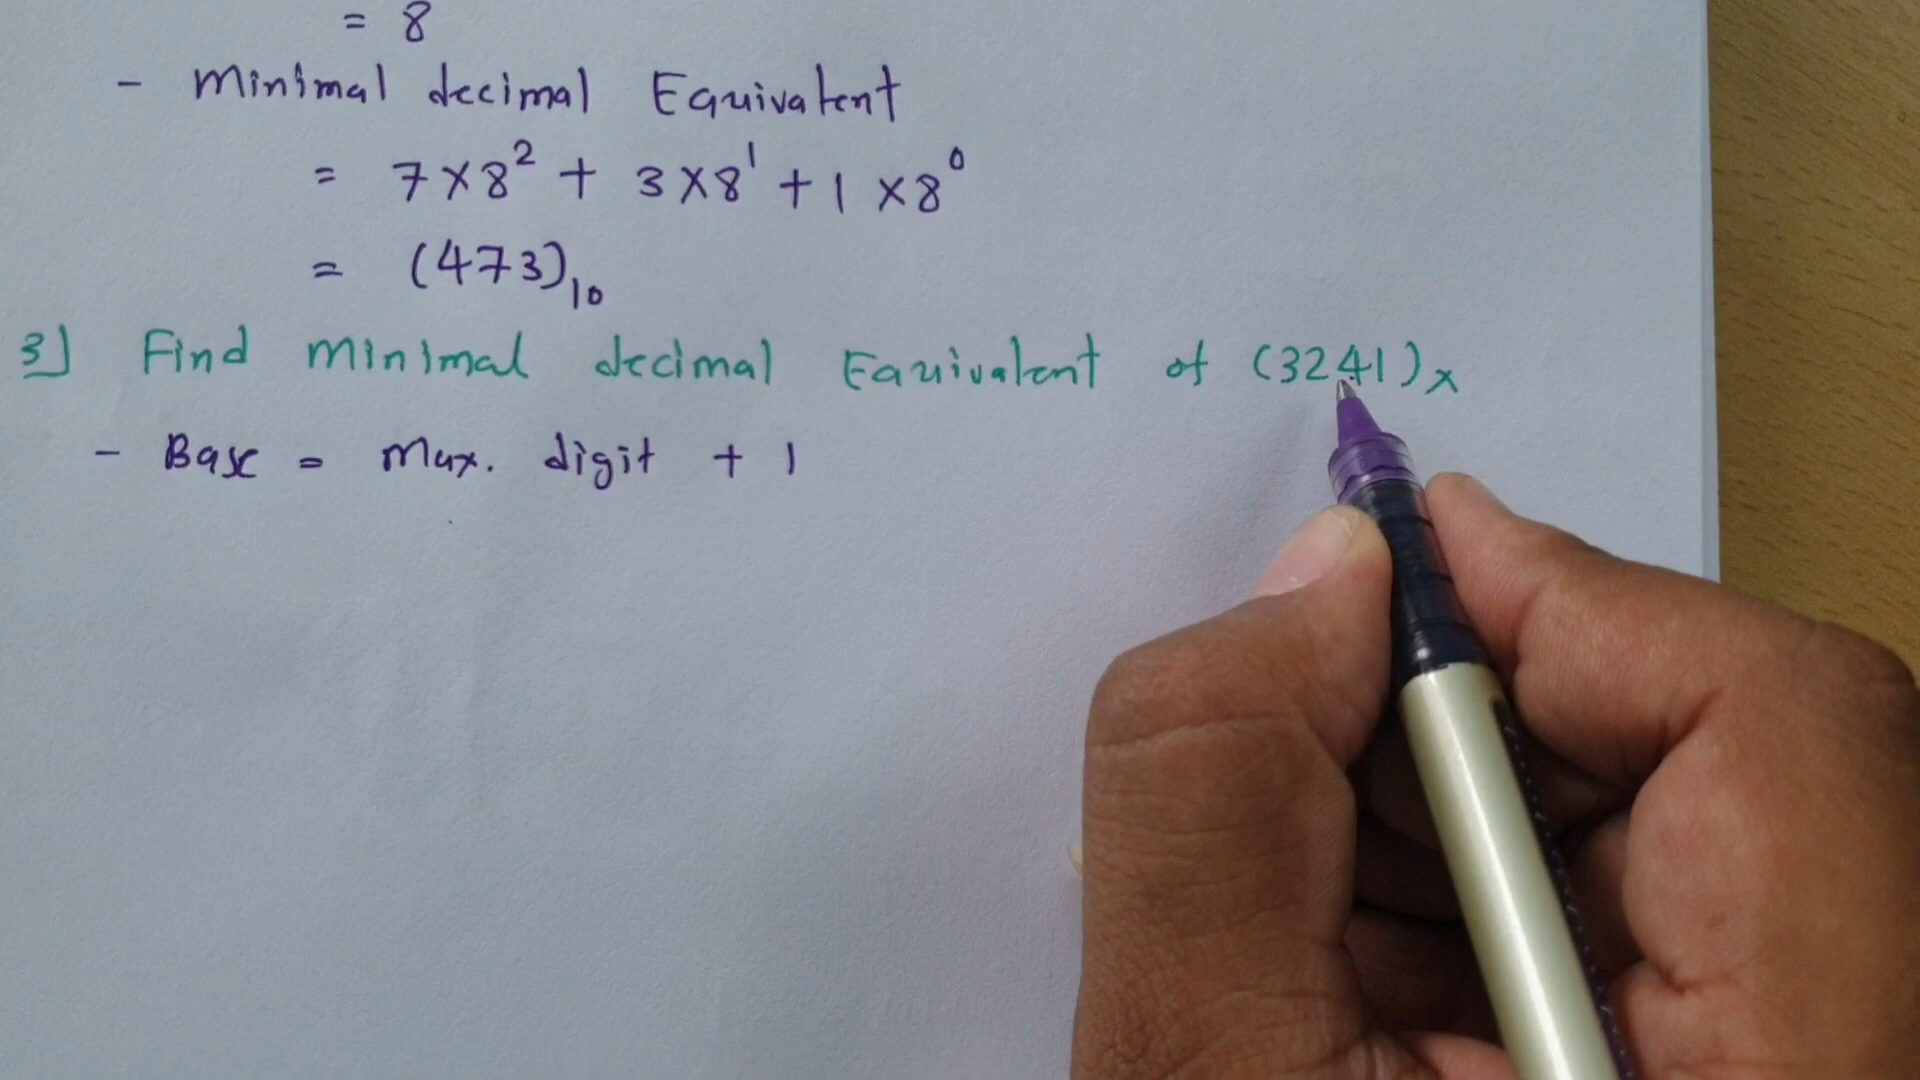 = 8
- Minimal decimal Equivalent
= 7×8² + 3×8¹ + 1×8⁰
= (473)₁₀
3] Find minimal decimal Equivalent of (3241)ₓ
- Base = Max. digit + 1